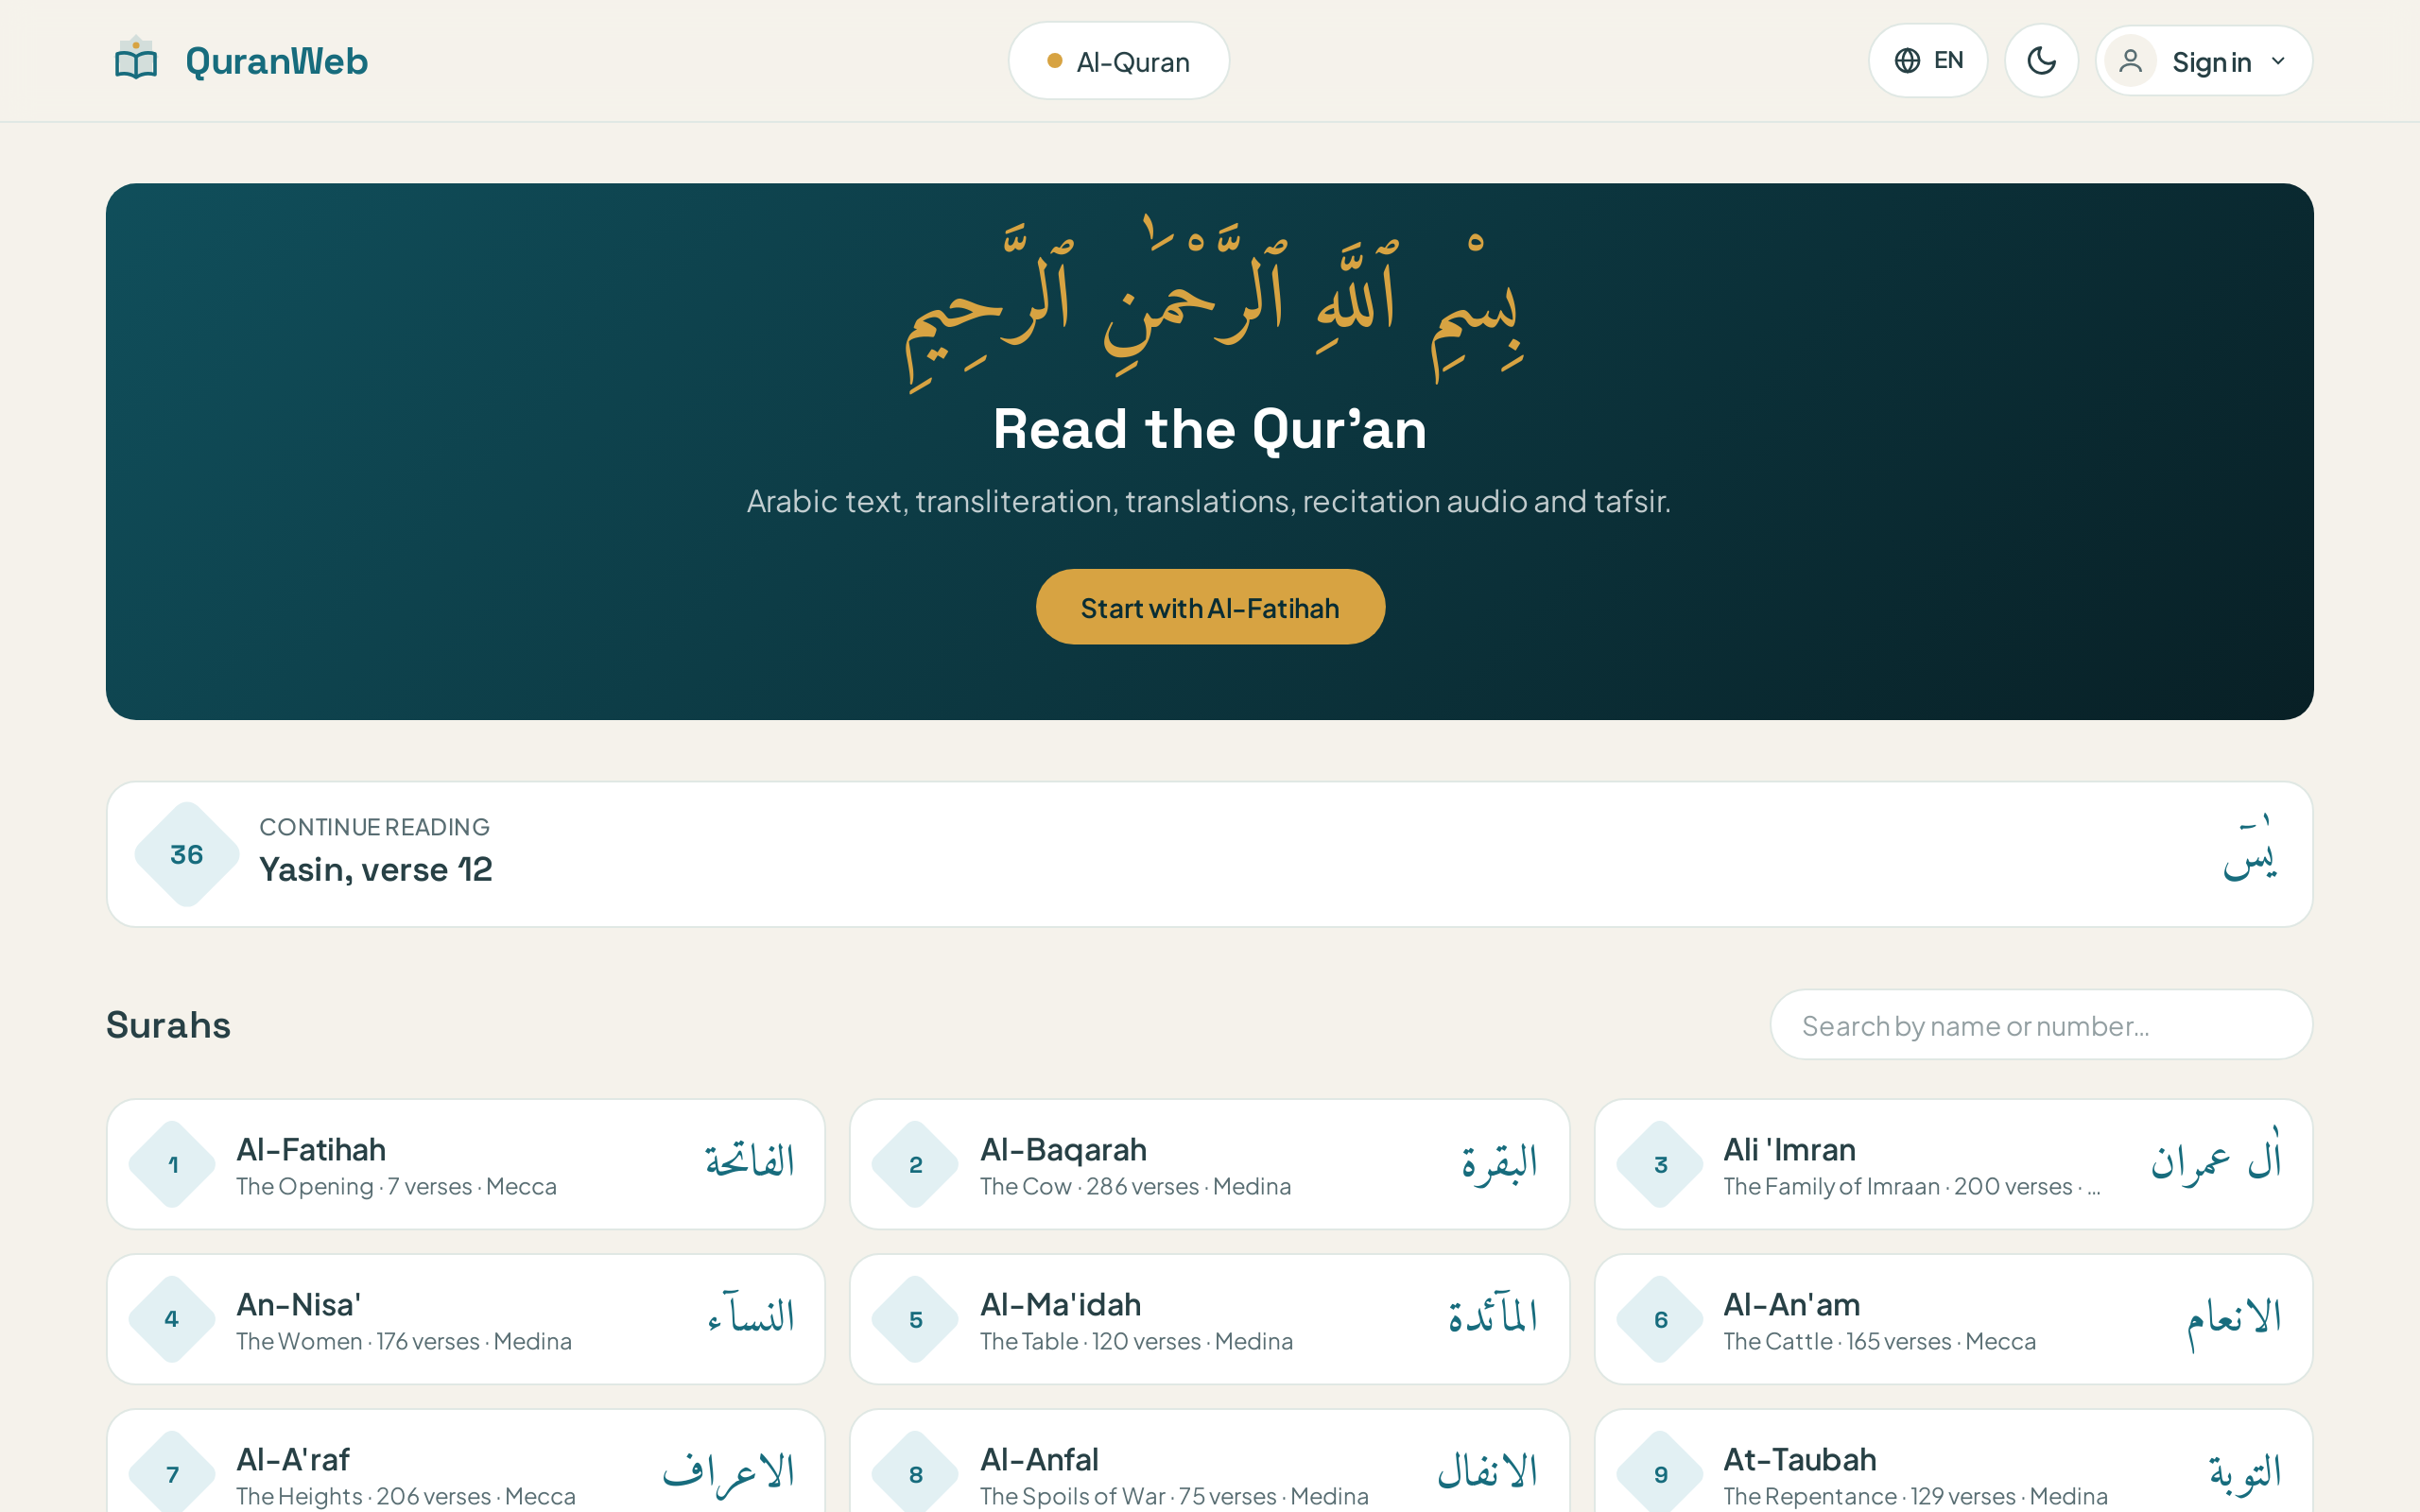 QuranWeb
Al-Quran
EN
Sign in
بِسْمِ ٱللَّهِ ٱلرَّحْمَٰنِ ٱلرَّحِيمِ
Read the Qur’an
Arabic text, transliteration, translations, recitation audio and tafsir.
Start with Al-Fatihah
36
CONTINUE READING
Yasin, verse 12
يٰسۤ
Surahs
Search by name or number...
1
Al-Fatihah
The Opening · 7 verses · Mecca
الفاتحة
2
Al-Baqarah
The Cow · 286 verses · Medina
البقرة
3
Ali 'Imran
The Family of Imraan · 200 verses · ...
اٰل عمران
4
An-Nisa'
The Women · 176 verses · Medina
النساۤء
5
Al-Ma'idah
The Table · 120 verses · Medina
الماۤئدة
6
Al-An'am
The Cattle · 165 verses · Mecca
الانعام
7
Al-A'raf
The Heights · 206 verses · Mecca
الاعراف
8
Al-Anfal
The Spoils of War · 75 verses · Medina
الانفال
9
At-Taubah
The Repentance · 129 verses · Medina
التوبة